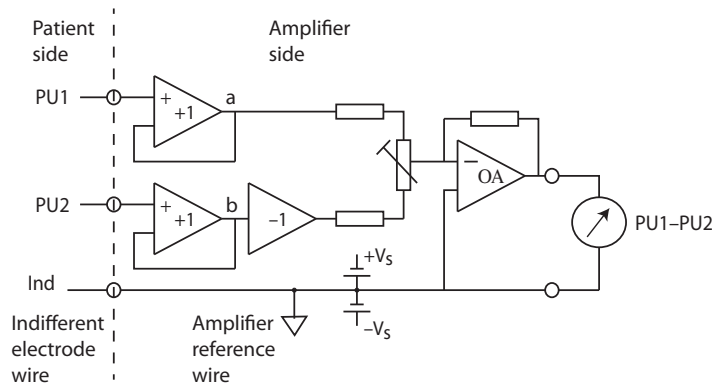 Patient
side
Amplifier
side
PU1
+
+1
a
–
OA
PU2
+
+1
b
–1
PU1–PU2
+Vs
Ind
–Vs
Indifferent
electrode
wire
Amplifier
reference
wire